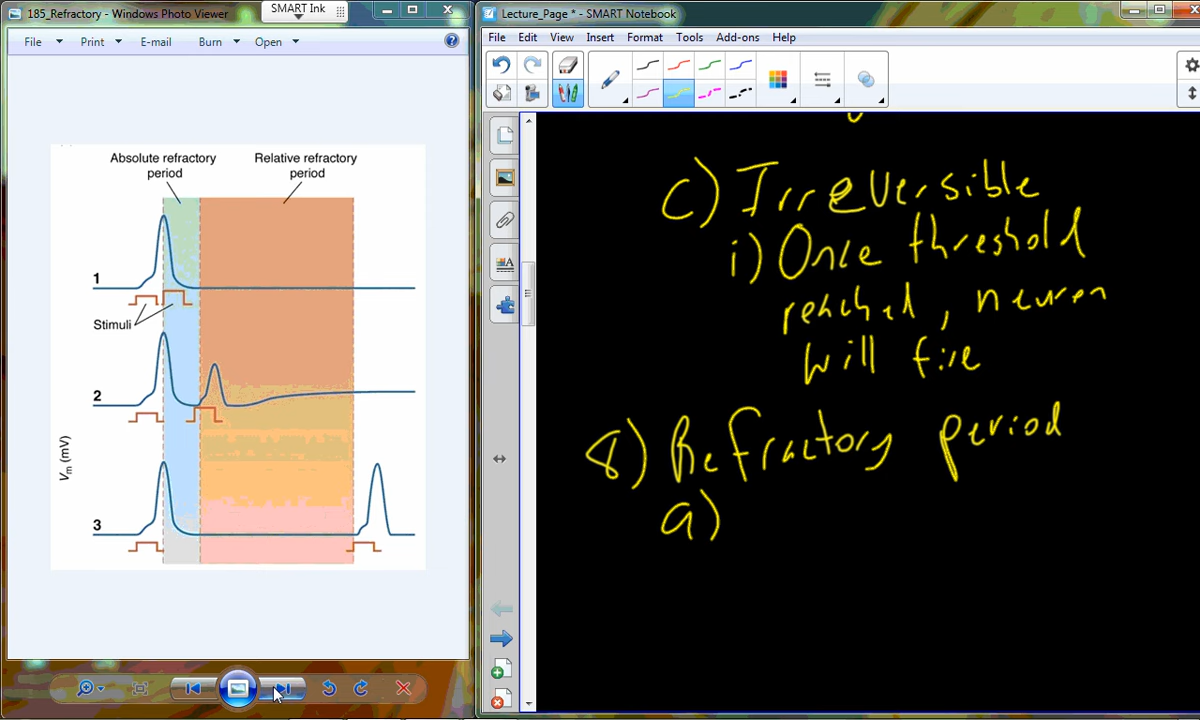 185_Refractory - Windows Photo Viewer
SMART Ink
File Print E-mail Burn Open
Absolute refractory
period
Relative refractory
period
1
Stimuli
2
Vm (mV)
3
Lecture_Page * - SMART Notebook
File Edit View Insert Format Tools Add-ons Help
c) Irreversible
i) Once threshold
reached, neuron
will fire
8) Refractory period
a)